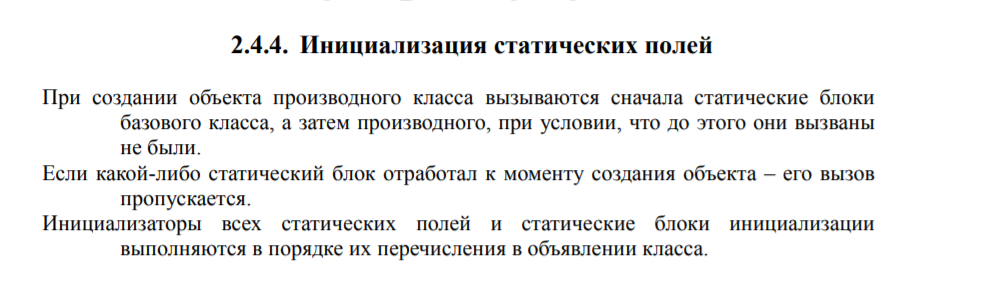 2.4.4. Инициализация статических полей
При создании объекта производного класса вызываются сначала статические блоки
базового класса, а затем производного, при условии, что до этого они вызваны
не были.
Если какой-либо статический блок отработал к моменту создания объекта – его вызов
пропускается.
Инициализаторы всех статических полей и статические блоки инициализации
выполняются в порядке их перечисления в объявлении класса.